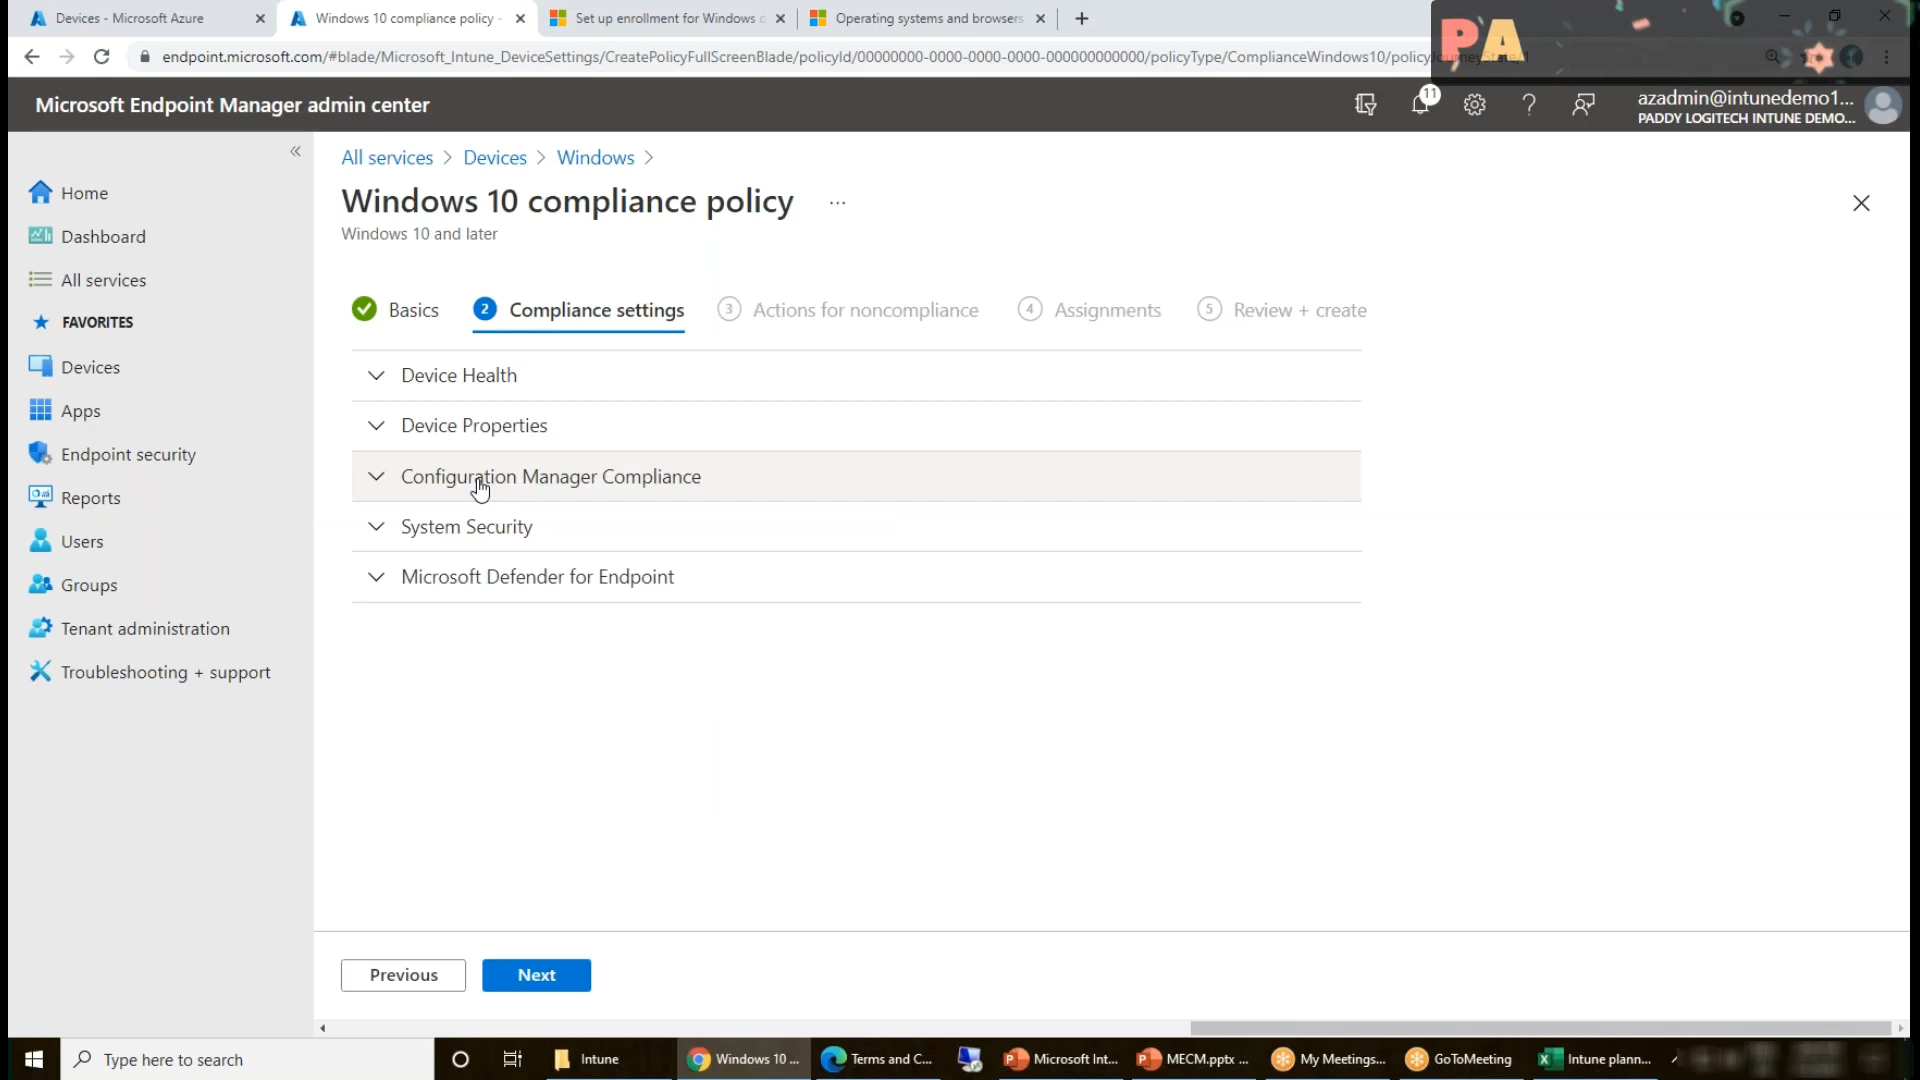 Devices - Microsoft Azure
Windows 10 compliance policy -
Set up enrollment for Windows
Operating systems and browsers
endpoint.microsoft.com/#blade/Microsoft_Intune_DeviceSettings/CreatePolicyFullScreenBlade/policyId/00000000-0000-0000-0000-000000000000/policyType/ComplianceWindows10/policyJourneyState/1
PA
Microsoft Endpoint Manager admin center
11
azadmin@intunedemo1...
PADDY LOGITECH INTUNE DEMO...
Home
Dashboard
All services
FAVORITES
Devices
Apps
Endpoint security
Reports
Users
Groups
Tenant administration
Troubleshooting + support
All services > Devices > Windows >
Windows 10 compliance policy ...
Windows 10 and later
Basics
2 Compliance settings
3 Actions for noncompliance
4 Assignments
5 Review + create
Device Health
Device Properties
Configuration Manager Compliance
System Security
Microsoft Defender for Endpoint
Previous
Next
Type here to search
Intune
Windows 10 ...
Terms and C...
Microsoft Int...
MECM.pptx ...
My Meetings...
GoToMeeting
Intune plann...